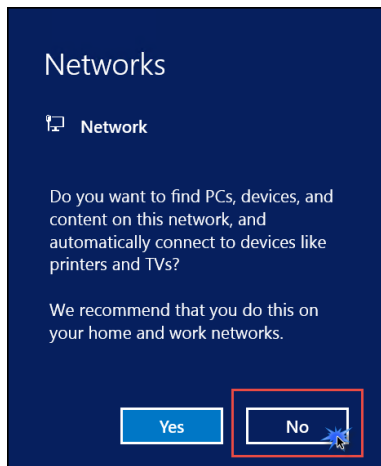 Networks
Network
Do you want to find PCs, devices, and
content on this network, and
automatically connect to devices like
printers and TVs?
We recommend that you do this on
your home and work networks.
Yes
No